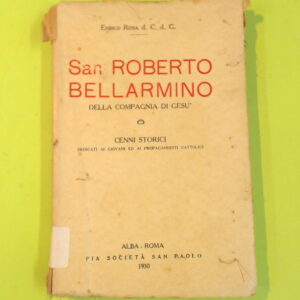 ENRICO ROSA d. C. d. G.
San ROBERTO
BELLARMINO
DELLA COMPAGNIA DI GESU'
CENNI STORICI
DEDICATI AI GIOVANI ED AI PROPAGANDISTI CATTOLICI
ALBA - ROMA
PIA SOCIETÀ SAN PAOLO
1930